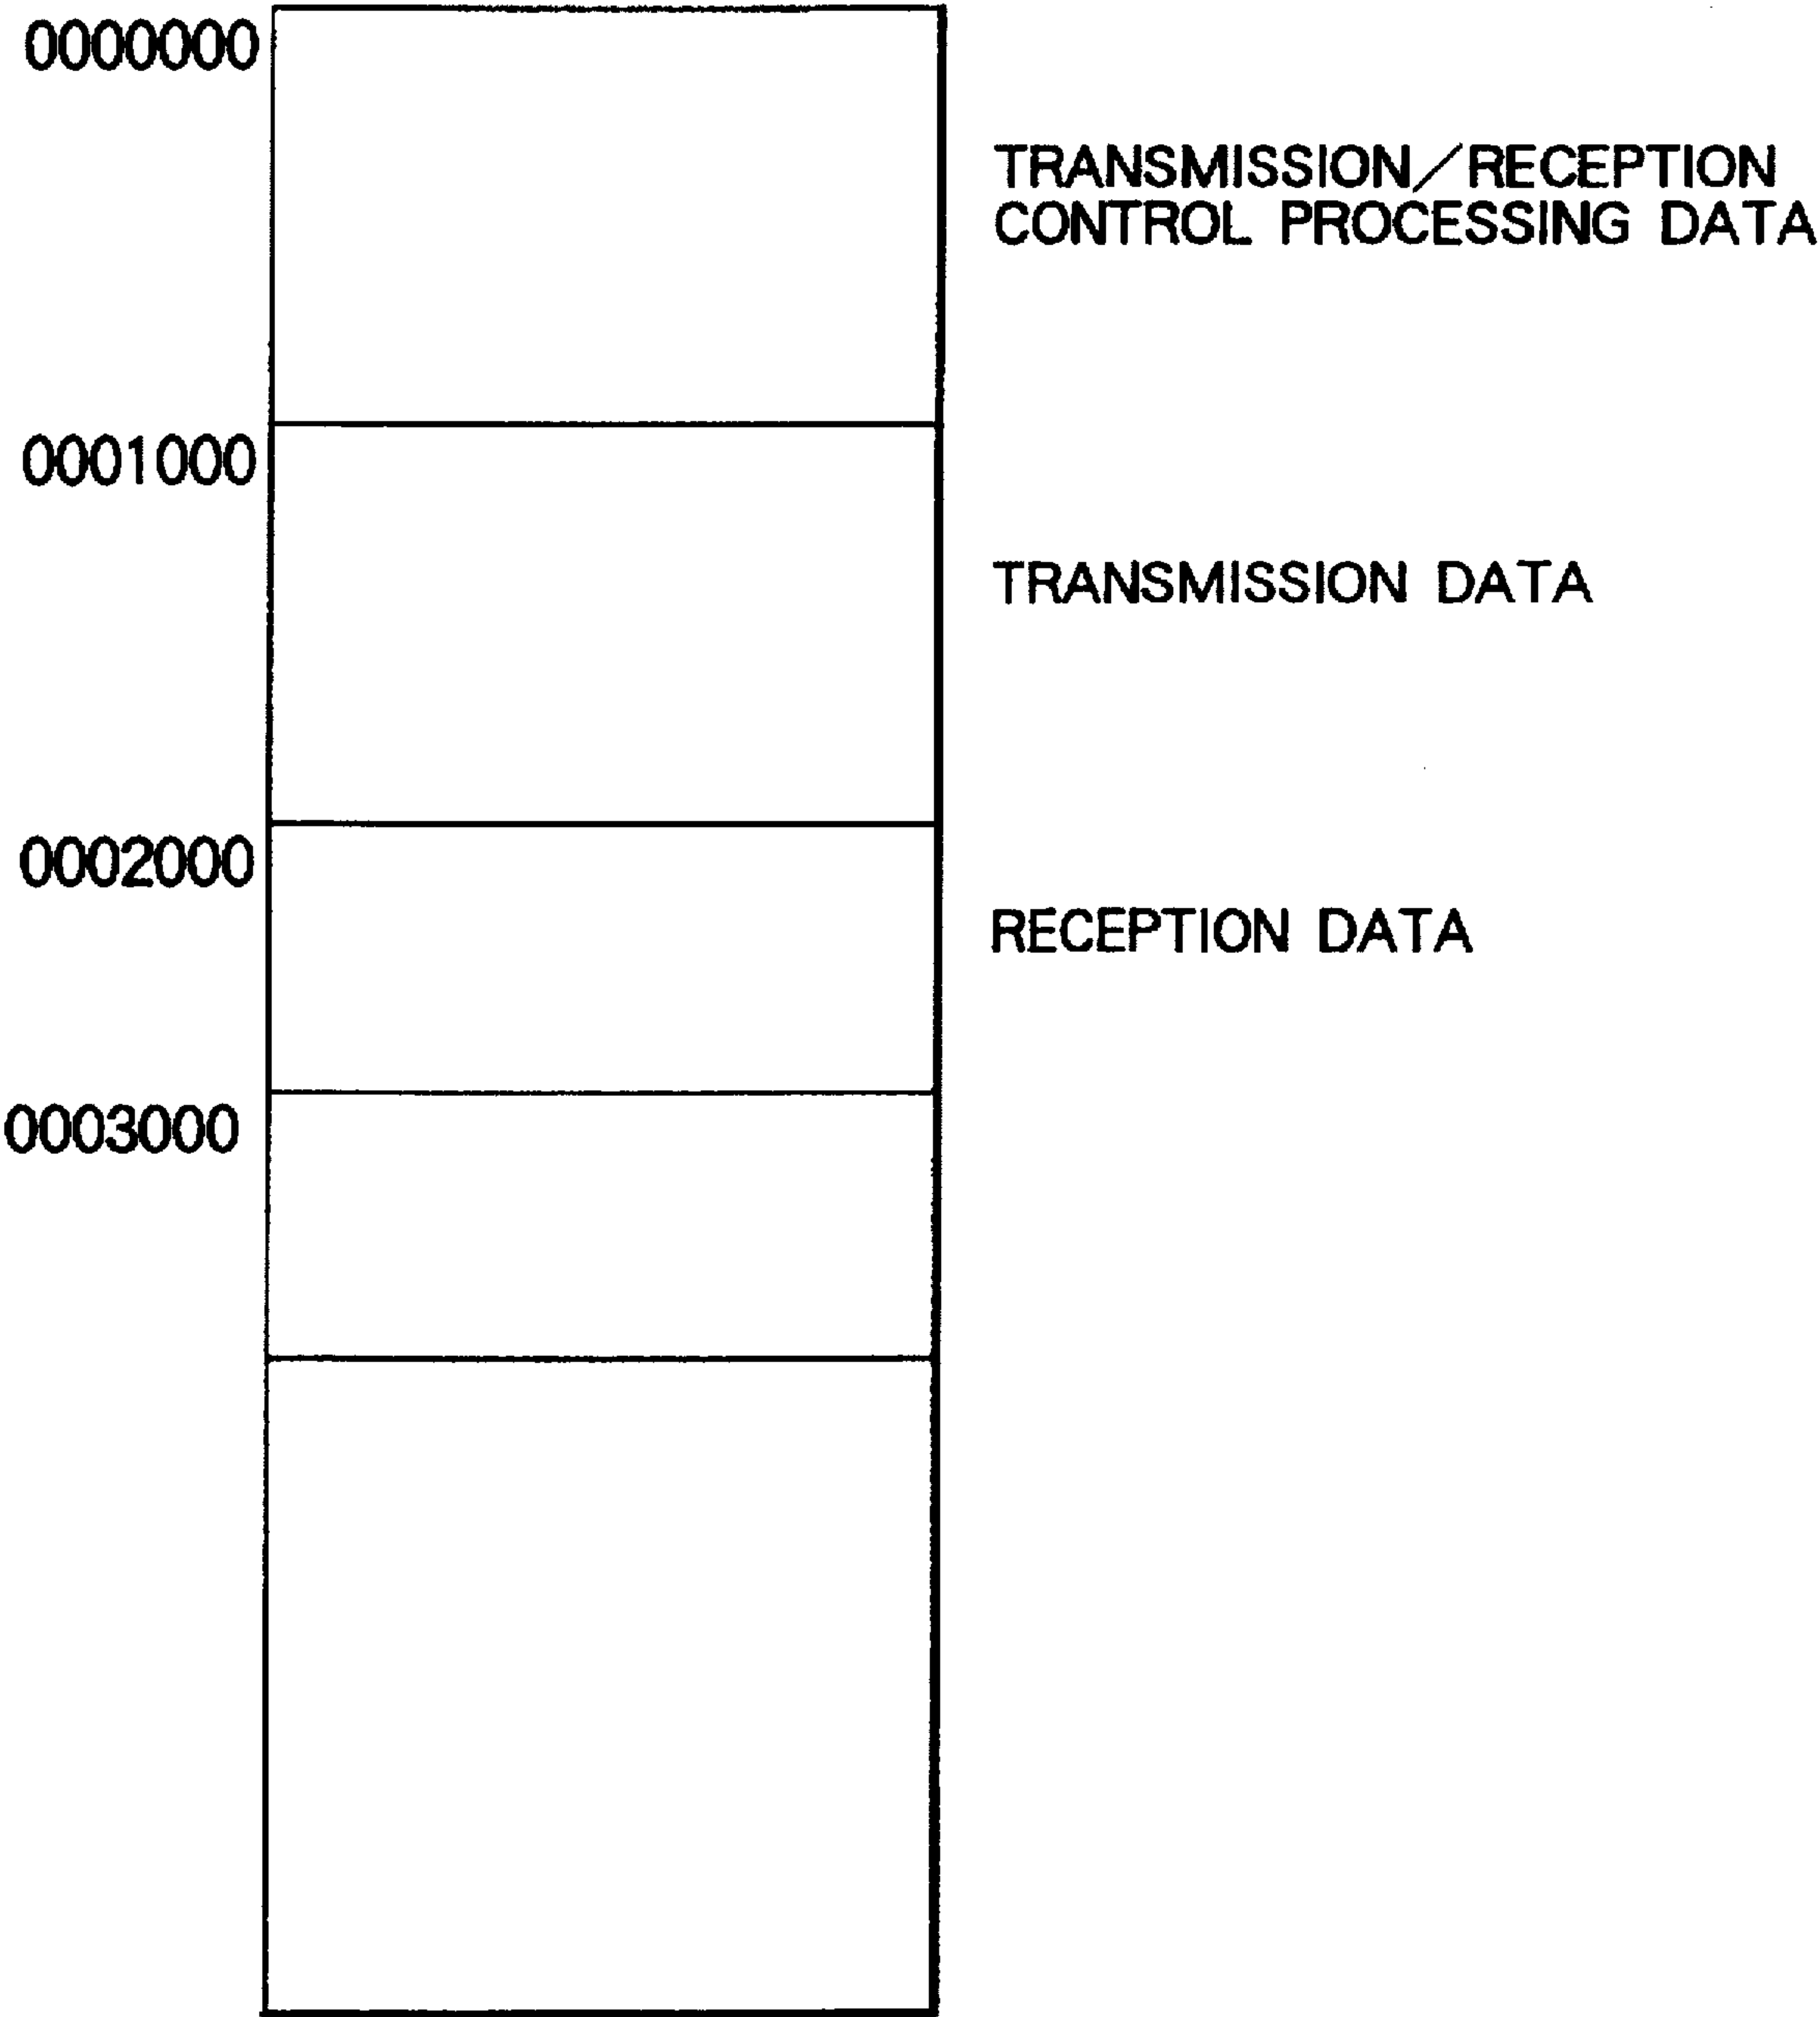 0000000
TRANSMISSION/RECEPTION
CONTROL PROCESSING DATA
0001000
TRANSMISSION DATA
0002000
RECEPTION DATA
0003000